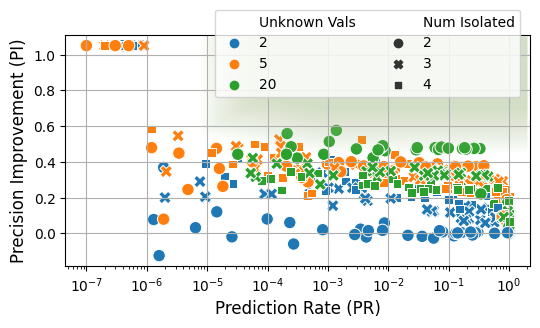 Unknown Vals Num Isolated
2 2
5 3
20 4
Precision Improvement (PI)
1.0
0.8
0.6
0.4
0.2
0.0
10⁻⁷ 10⁻⁶ 10⁻⁵ 10⁻⁴ 10⁻³ 10⁻² 10⁻¹ 10⁰
Prediction Rate (PR)